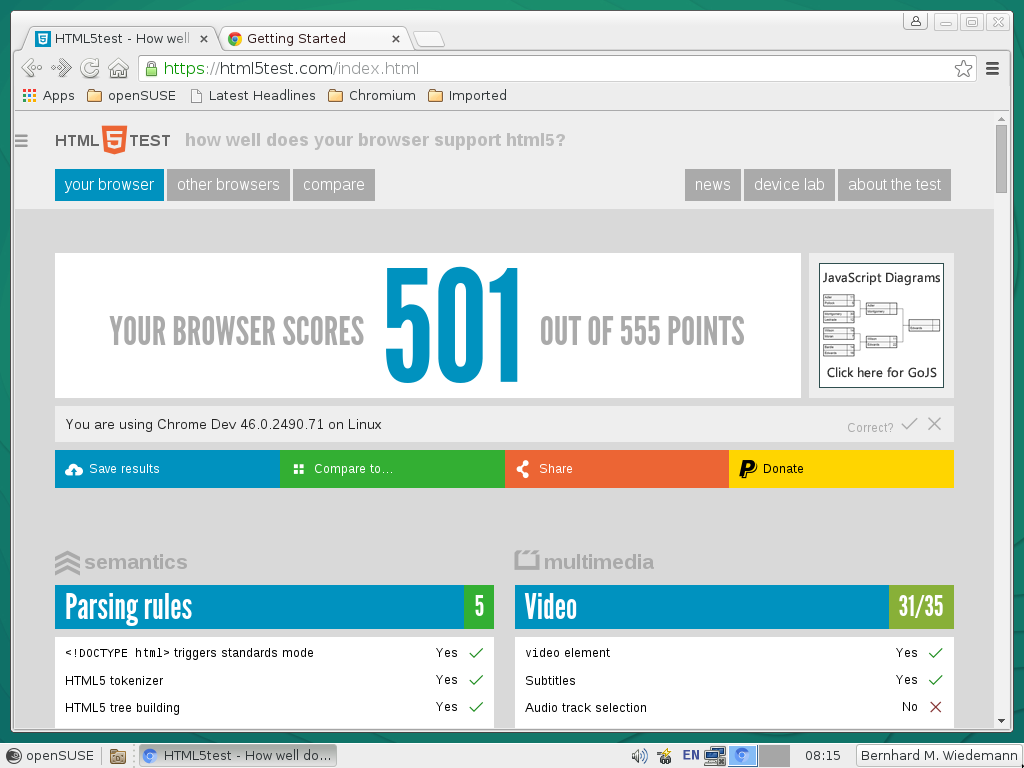 HTML5test - How well
Getting Started
https://html5test.com/index.html
Apps openSUSE Latest Headlines Chromium Imported
HTML 5 TEST how well does your browser support html5?
your browser other browsers compare news device lab about the test
YOUR BROWSER SCORES 501 OUT OF 555 POINTS
JavaScript Diagrams
Click here for GoJS
You are using Chrome Dev 46.0.2490.71 on Linux Correct?
Save results Compare to... Share Donate
semantics
Parsing rules 5
<!DOCTYPE html> triggers standards mode Yes
HTML5 tokenizer Yes
HTML5 tree building Yes
multimedia
Video 31/35
video element Yes
Subtitles Yes
Audio track selection No
openSUSE HTML5test - How well do... EN 08:15 Bernhard M. Wiedemann